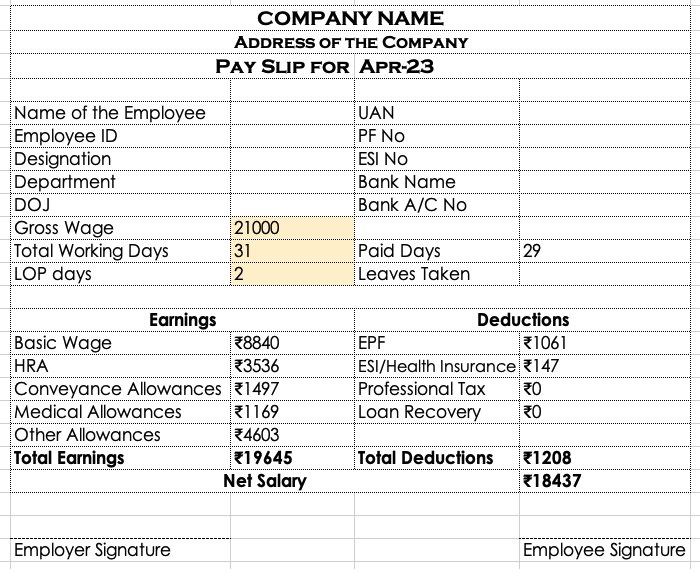 COMPANY NAME
ADDRESS OF THE COMPANY
PAY SLIP FOR APR-23
Name of the Employee UAN
Employee ID PF No
Designation ESI No
Department Bank Name
DOJ Bank A/C No
Gross Wage 21000
Total Working Days 31 Paid Days 29
LOP days 2 Leaves Taken
Earnings Deductions
Basic Wage ₹8840 EPF ₹1061
HRA ₹3536 ESI/Health Insurance ₹147
Conveyance Allowances ₹1497 Professional Tax ₹0
Medical Allowances ₹1169 Loan Recovery ₹0
Other Allowances ₹4603
Total Earnings ₹19645 Total Deductions ₹1208
Net Salary ₹18437
Employer Signature Employee Signature